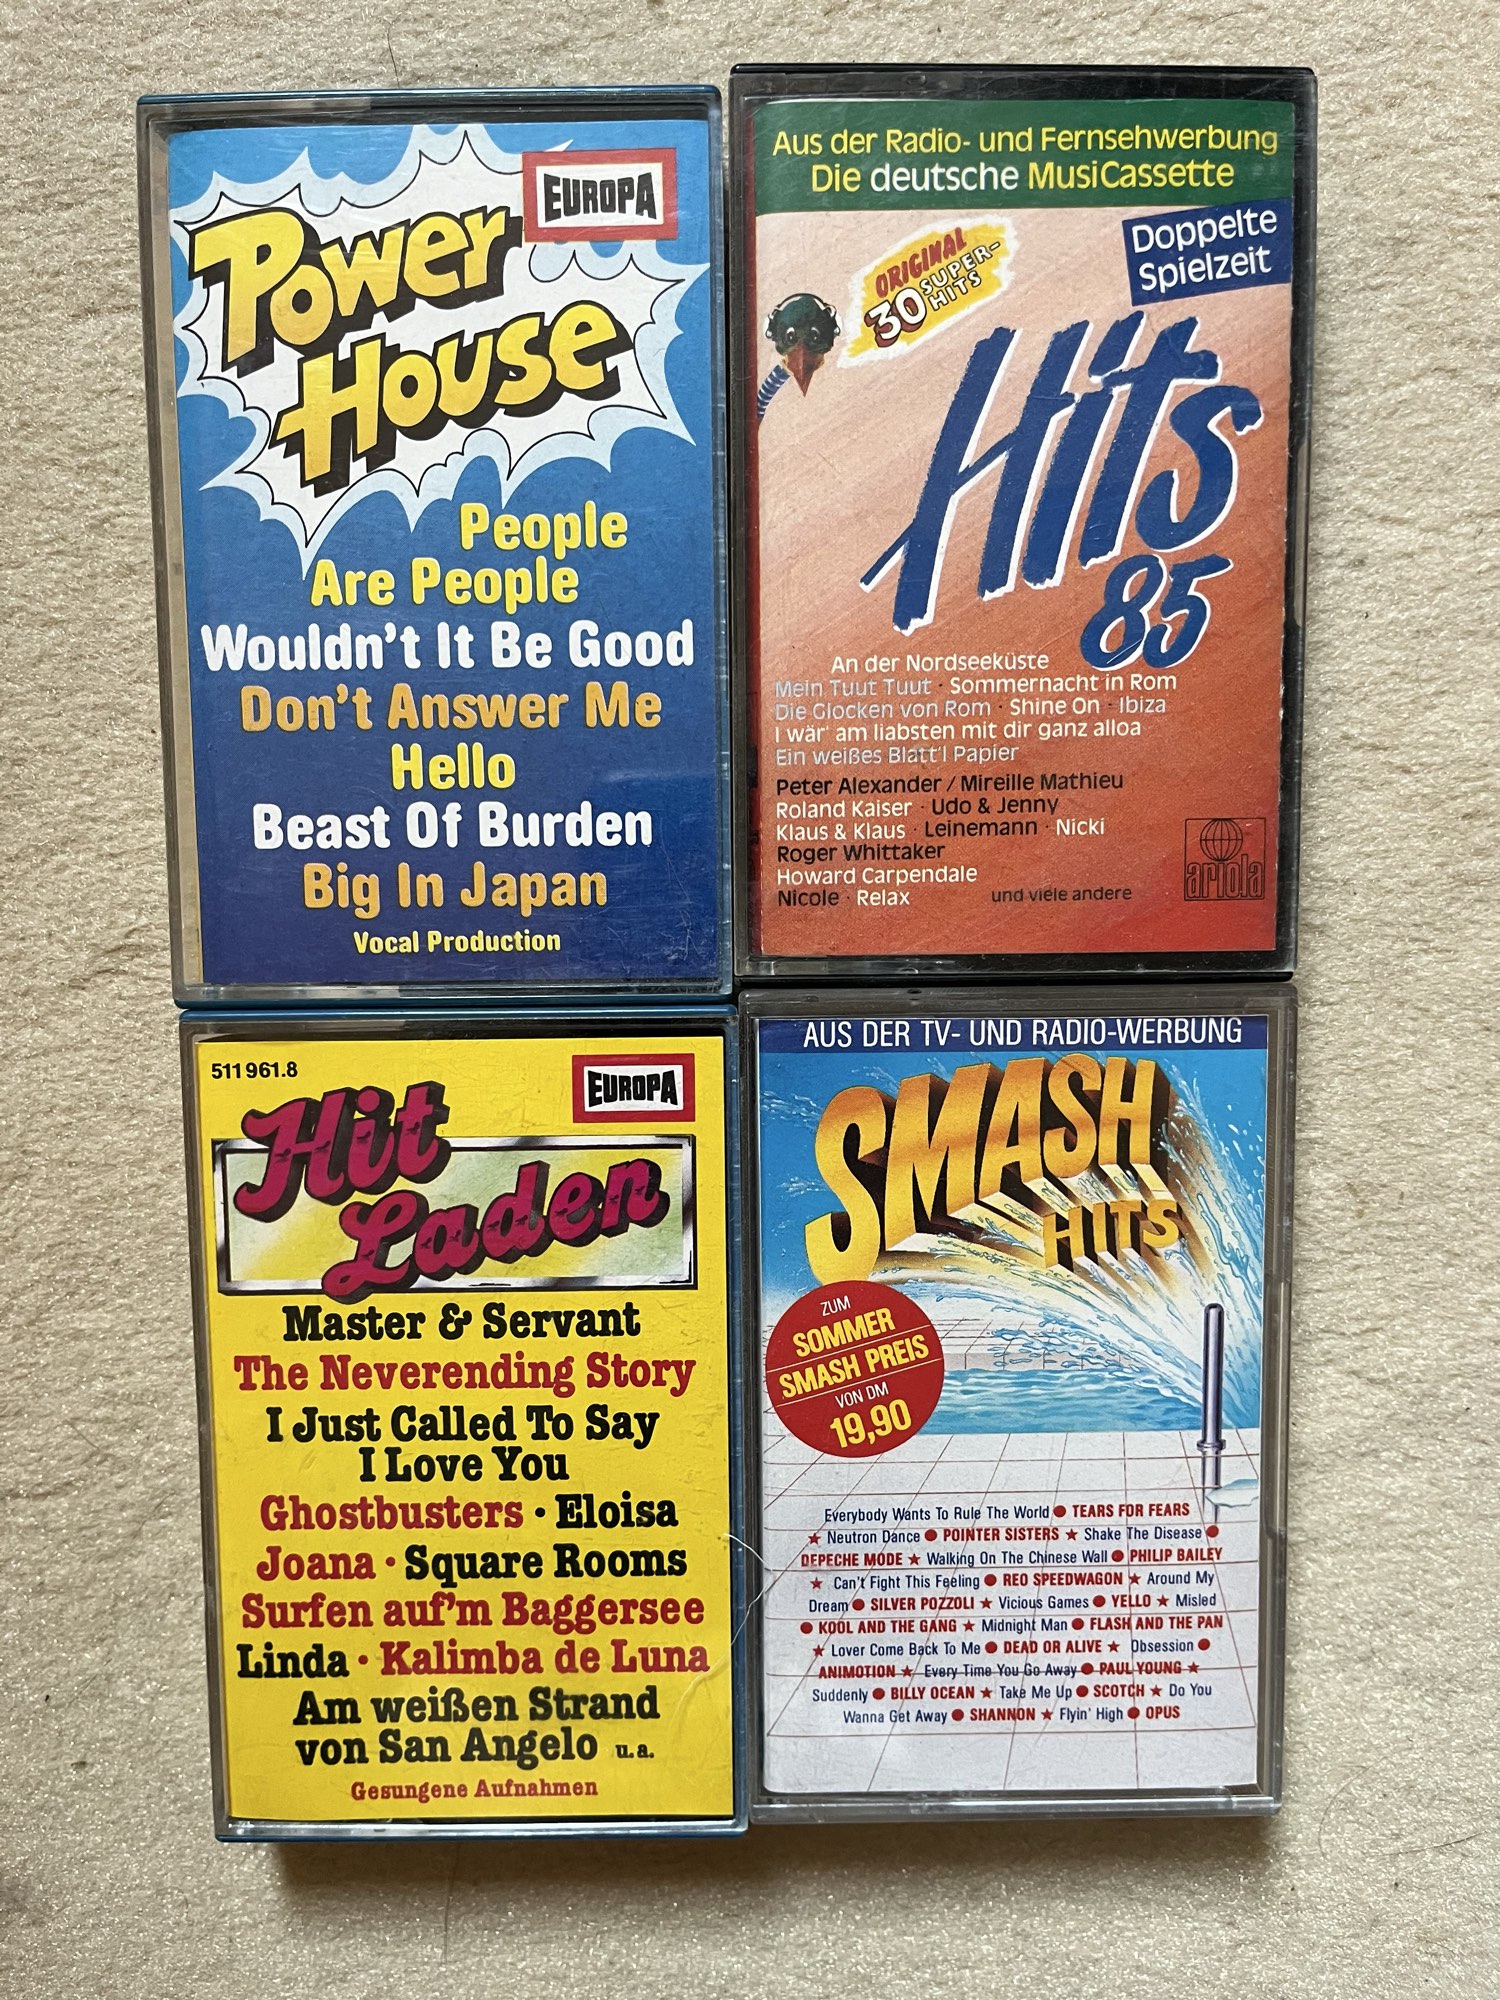 EUROPA
Power
House
People
Are People
Wouldn't It Be Good
Don't Answer Me
Hello
Beast Of Burden
Big In Japan
Vocal Production
Aus der Radio- und Fernsehwerbung
Die deutsche MusiCassette
Doppelte
Spielzeit
ORIGINAL
30 SUPER-
HITS
Hits
85
An der Nordseeküste
Mein Tuut Tuut · Sommernacht in Rom
Die Glocken von Rom · Shine On · Ibiza
I wär' am liabsten mit dir ganz alloa
Ein weißes Blatt'l Papier
Peter Alexander / Mireille Mathieu
Roland Kaiser · Udo & Jenny
Klaus & Klaus · Leinemann · Nicki
Roger Whittaker
Howard Carpendale
Nicole · Relax
und viele andere
ariola
511 961.8
EUROPA
Hit
Laden
Master & Servant
The Neverending Story
I Just Called To Say
I Love You
Ghostbusters · Eloisa
Joana · Square Rooms
Surfen auf'm Baggersee
Linda · Kalimba de Luna
Am weißen Strand
von San Angelo u.a.
Gesungene Aufnahmen
AUS DER TV- UND RADIO-WERBUNG
SMASH
HITS
ZUM
SOMMER
SMASH PREIS
VON DM
19,90
Everybody Wants To Rule The World ● TEARS FOR FEARS
★ Neutron Dance ● POINTER SISTERS ★ Shake The Disease ●
DEPECHE MODE ★ Walking On The Chinese Wall ● PHILIP BAILEY
★ Can't Fight This Feeling ● REO SPEEDWAGON ★ Around My
Dream ● SILVER POZZOLI ★ Vicious Games ● YELLO ★ Misled
● KOOL AND THE GANG ★ Midnight Man ● FLASH AND THE PAN
★ Lover Come Back To Me ● DEAD OR ALIVE ★ Obsession ●
ANIMOTION ★ Every Time You Go Away ● PAUL YOUNG ★
Suddenly ● BILLY OCEAN ★ Take Me Up ● SCOTCH ★ Do You
Wanna Get Away ● SHANNON ★ Flyin' High ● OPUS